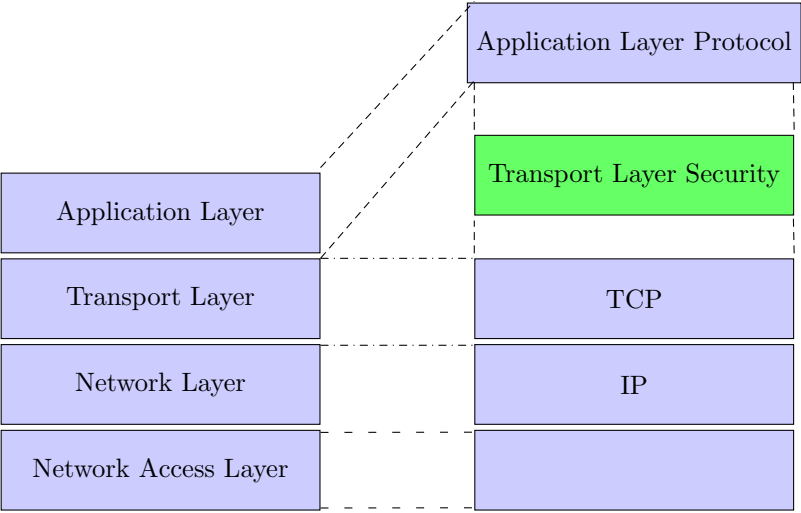 Application Layer Protocol
Transport Layer Security
Application Layer
Transport Layer
TCP
Network Layer
IP
Network Access Layer